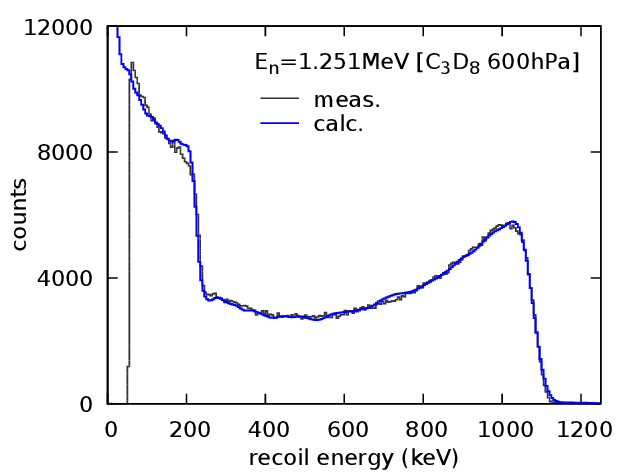 12000
E_n=1.251MeV [C_3D_8 600hPa]
meas.
calc.
8000
counts
4000
0
0 200 400 600 800 1000 1200
recoil energy (keV)